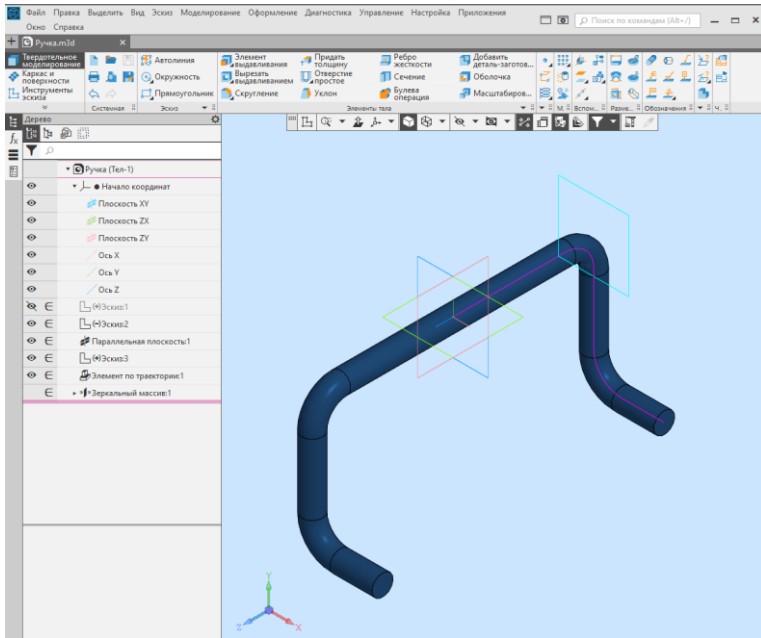 Файл Правка Выделить Вид Эскиз Моделирование Оформление Диагностика Управление Настройка Приложения
Окно Справка
Поиск по командам (Alt+/)
Ручка.m3d
Твердотельное моделирование
Каркас и поверхности
Инструменты эскиза
Системная
Автолиния
Окружность
Прямоугольник
Эскиз
Элемент выдавливания
Вырезать выдавливанием
Скругление
Придать толщину
Отверстие простое
Уклон
Ребро жесткости
Сечение
Булева операция
Добавить деталь-заготов...
Оболочка
Масштабиров...
Элементы тела
М.
Вспом...
Разме...
Обозначения
Ч.
Дерево
Ручка (Тел-1)
Начало координат
Плоскость XY
Плоскость ZX
Плоскость ZY
Ось X
Ось Y
Ось Z
(+)Эскиз:1
(-)Эскиз:2
Параллельная плоскость:1
(+)Эскиз:3
Элемент по траектории:1
Зеркальный массив:1
Y
Z
X